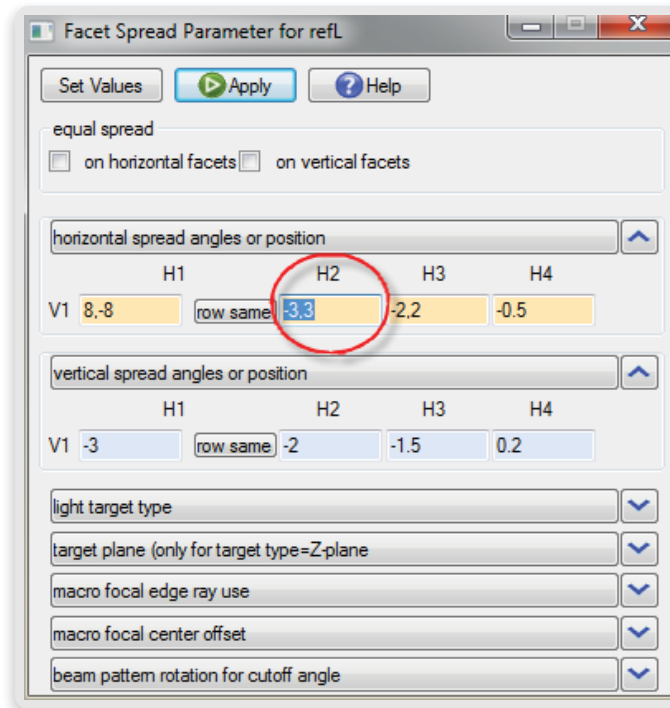 Facet Spread Parameter for refL
Set Values Apply Help
equal spread
on horizontal facets on vertical facets
horizontal spread angles or position
H1 H2 H3 H4
V1 8,-8 row same -3,3 -2,2 -0.5
vertical spread angles or position
H1 H2 H3 H4
V1 -3 row same -2 -1.5 0.2
light target type
target plane (only for target type=Z-plane
macro focal edge ray use
macro focal center offset
beam pattern rotation for cutoff angle